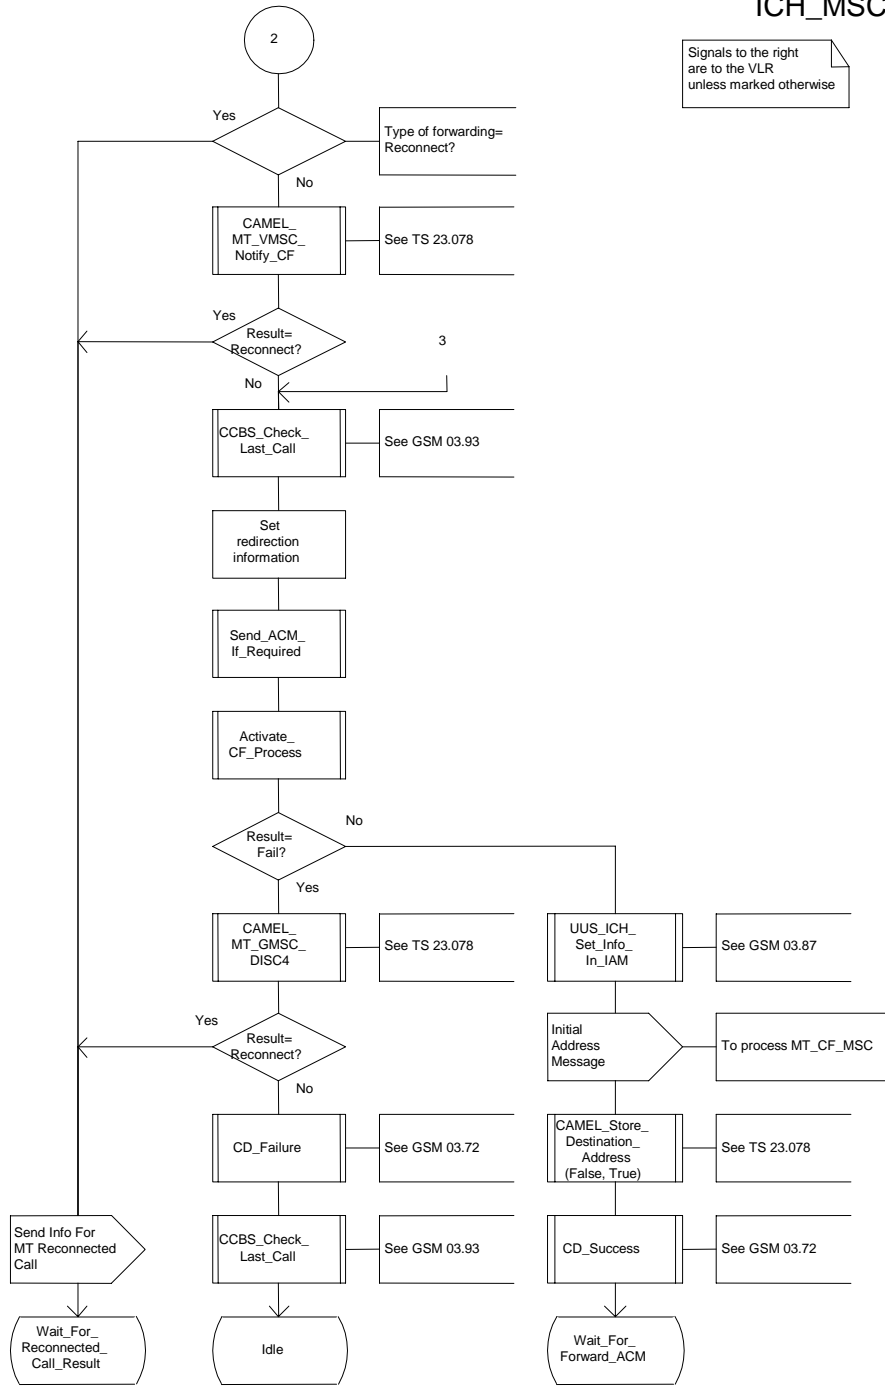 ICH_MSC
2
Signals to the right
are to the VLR
unless marked otherwise
Yes
Type of forwarding=
Reconnect?
No
CAMEL_
MT_VMSC_
Notify_CF
See TS 23.078
Yes
Result=
Reconnect?
3
No
CCBS_Check_
Last_Call
See GSM 03.93
Set
redirection
information
Send_ACM_
If_Required
Activate_
CF_Process
Result=
Fail?
No
Yes
CAMEL_
MT_GMSC_
DISC4
See TS 23.078
UUS_ICH_
Set_Info_
In_IAM
See GSM 03.87
Yes
Result=
Reconnect?
Initial
Address
Message
To process MT_CF_MSC
No
CD_Failure
See GSM 03.72
CAMEL_Store_
Destination_
Address
(False, True)
See TS 23.078
Send Info For
MT Reconnected
Call
CCBS_Check_
Last_Call
See GSM 03.93
CD_Success
See GSM 03.72
Wait_For_
Reconnected_
Call_Result
Idle
Wait_For_
Forward_ACM